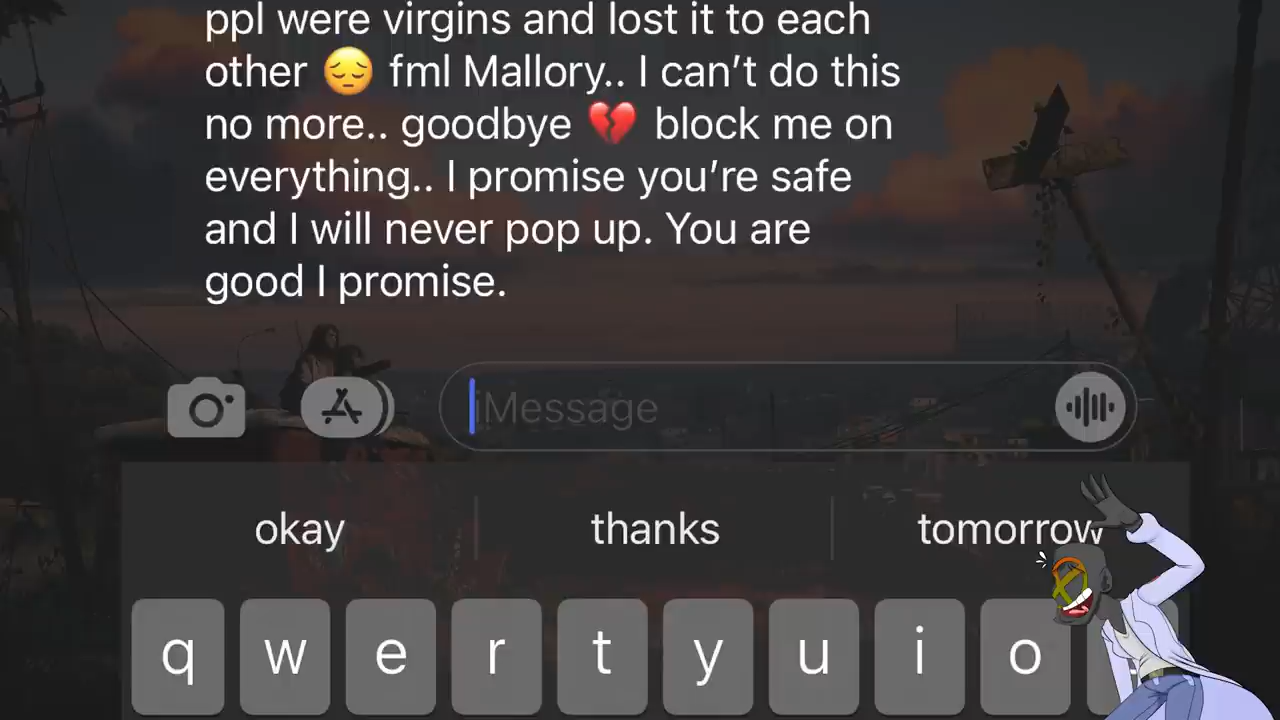 ppl were virgins and lost it to each
other 😔 fml Mallory.. I can’t do this
no more.. goodbye 💔 block me on
everything.. I promise you’re safe
and I will never pop up. You are
good I promise.
iMessage
okay thanks tomorrow
q w e r t y u i o